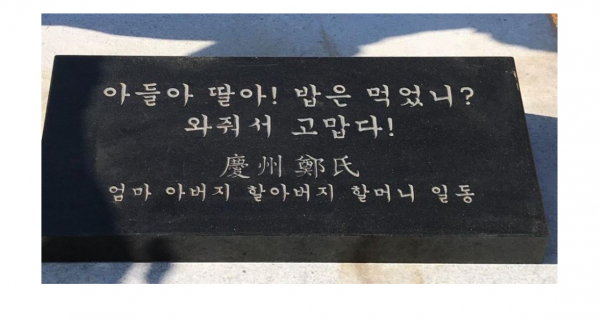 아들아 딸아! 밥은 먹었니?
와줘서 고맙다!
慶州 鄭氏
엄마 아버지 할아버지 할머니 일동